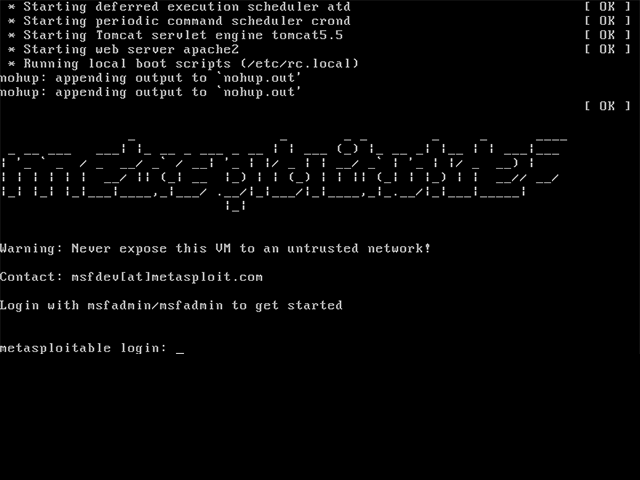 * Starting deferred execution scheduler atd [ OK ]
* Starting periodic command scheduler crond [ OK ]
* Starting Tomcat servlet engine tomcat5.5 [ OK ]
* Starting web server apache2 [ OK ]
* Running local boot scripts (/etc/rc.local)
nohup: appending output to `nohup.out'
nohup: appending output to `nohup.out'
[ OK ]
metasploitable2
Warning: Never expose this VM to an untrusted network!
Contact: msfdev[at]metasploit.com
Login with msfadmin/msfadmin to get started
metasploitable login: _